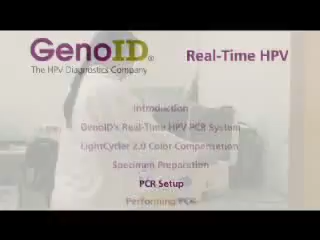 GenoID®
Real-Time HPV
The HPV Diagnostics Company
Introduction
GenoID's Real-Time HPV PCR System
LightCycler 2.0 Color Compensation
Specimen Preparation
PCR Setup
Performing PCR